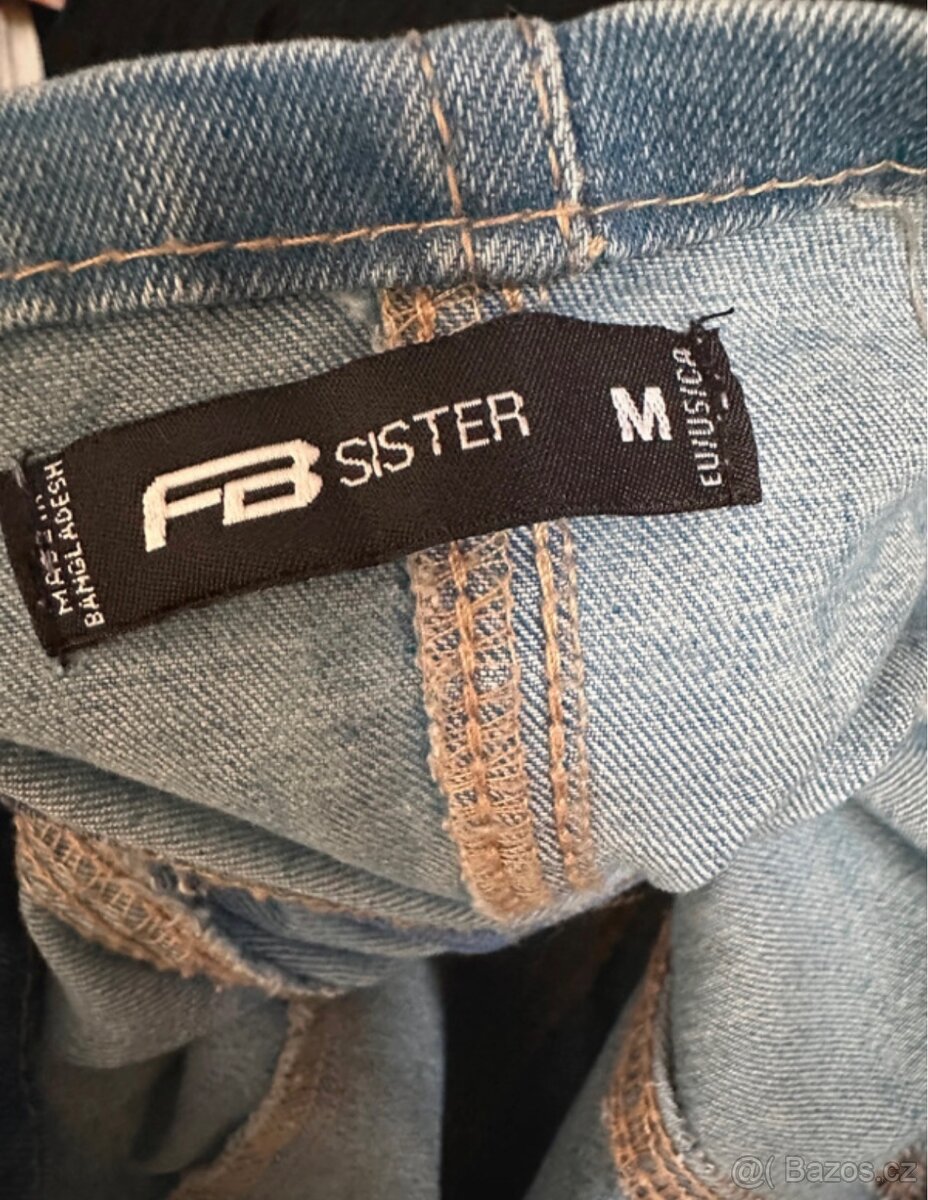 MADE IN
BANGLADESH
FB SISTER
M
EU/US/CA
@( Bazos.cz